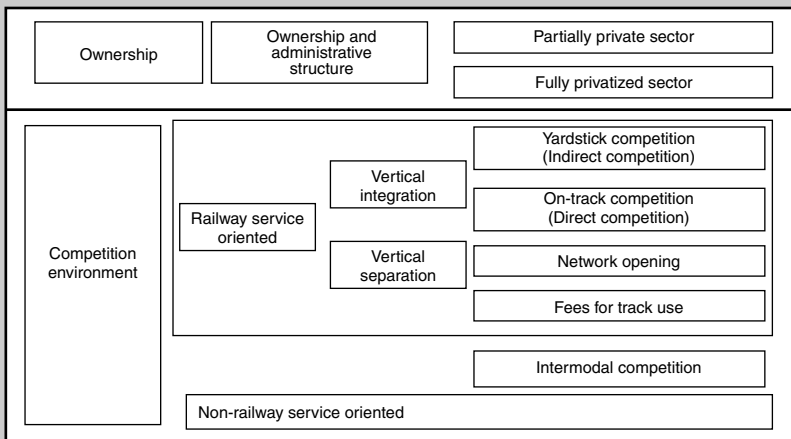 Ownership
Ownership and
administrative
structure
Partially private sector
Fully privatized sector
Competition
environment
Railway service
oriented
Vertical
integration
Vertical
separation
Yardstick competition
(Indirect competition)
On-track competition
(Direct competition)
Network opening
Fees for track use
Intermodal competition
Non-railway service oriented